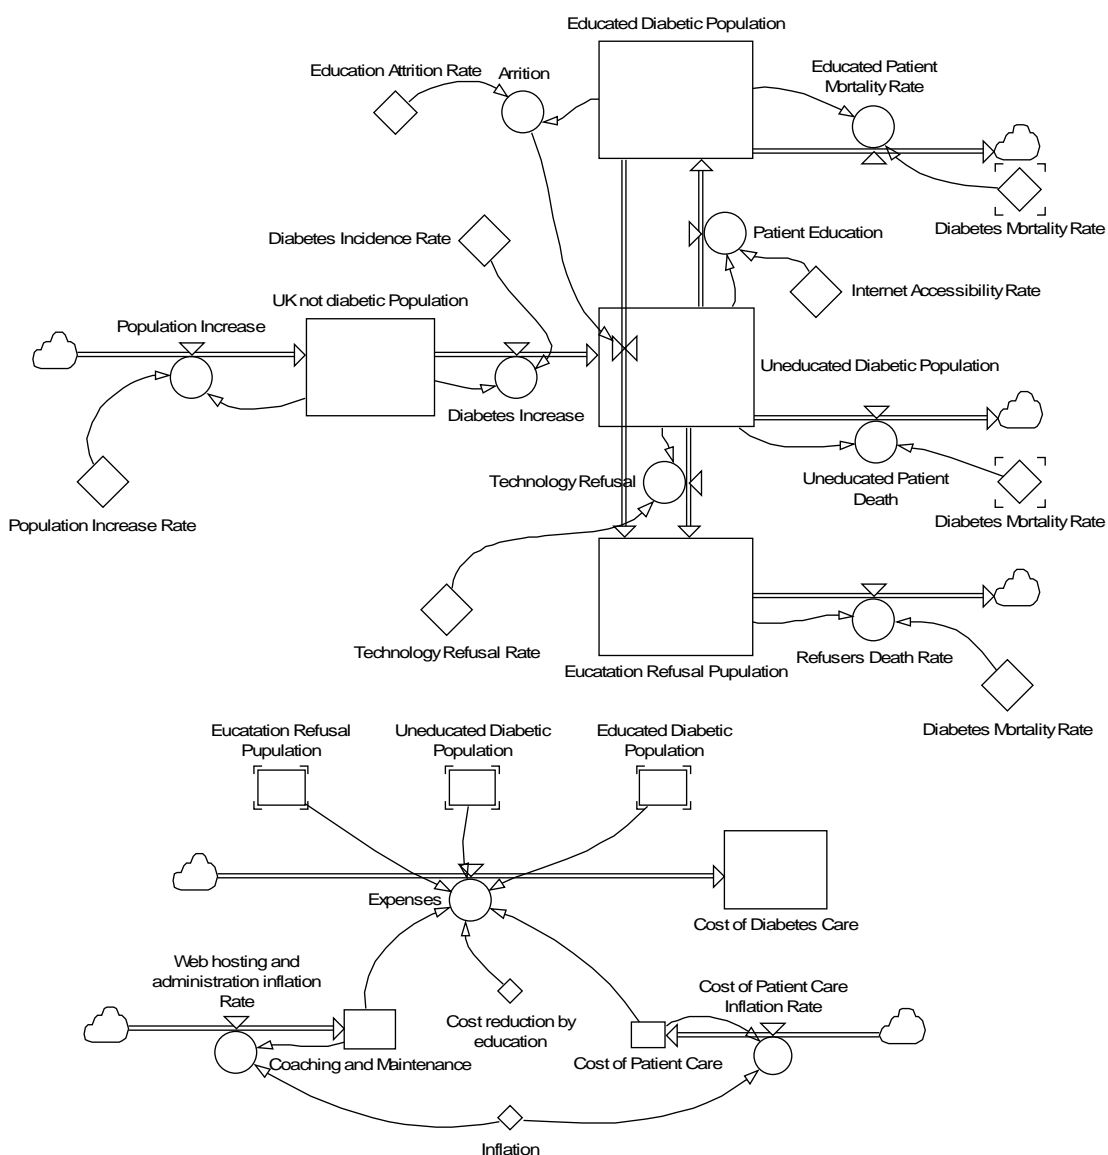 Educated Diabetic Population
Education Attrition Rate
Arrition
Educated Patient
Mortality Rate
Diabetes Mortality Rate
Diabetes Incidence Rate
Patient Education
Internet Accessibility Rate
UK not diabetic Population
Population Increase
Uneducated Diabetic Population
Diabetes Increase
Technology Refusal
Uneducated Patient
Death
Population Increase Rate
Diabetes Mortality Rate
Technology Refusal Rate
Eucatation Refusal Pupulation
Refusers Death Rate
Diabetes Mortality Rate
Eucatation Refusal
Pupulation
Uneducated Diabetic
Population
Educated Diabetic
Population
Expenses
Cost of Diabetes Care
Web hosting and
administration inflation
Rate
Cost of Patient Care
Inflation Rate
Cost reduction by
education
Coaching and Maintenance
Cost of Patient Care
Inflation